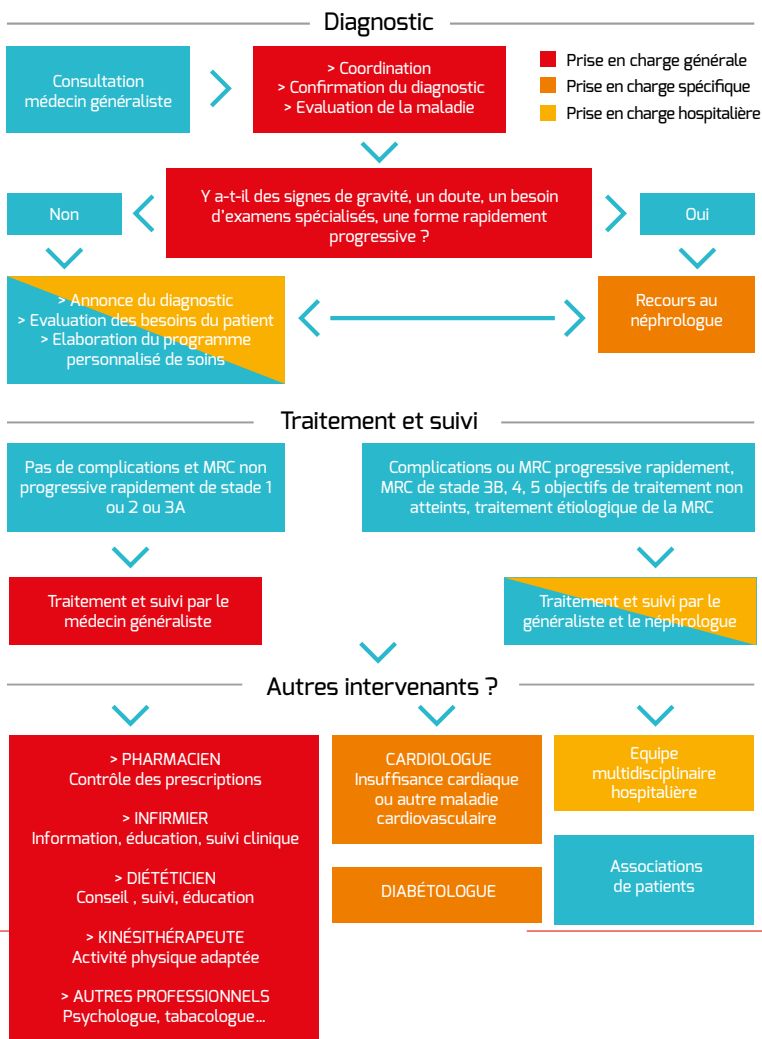 Diagnostic
Consultation
médecin généraliste
> Coordination
> Confirmation du diagnostic
> Evaluation de la maladie
Prise en charge générale
Prise en charge spécifique
Prise en charge hospitalière
Y a-t-il des signes de gravité, un doute, un besoin
d'examens spécialisés, une forme rapidement
progressive ?
Non
Oui
> Annonce du diagnostic
> Evaluation des besoins du patient
> Elaboration du programme
personnalisé de soins
Recours au
néphrologue
Traitement et suivi
Pas de complications et MRC non
progressive rapidement de stade 1
ou 2 ou 3A
Complications ou MRC progressive rapidement,
MRC de stade 3B, 4, 5 objectifs de traitement non
atteints, traitement étiologique de la MRC
Traitement et suivi par le
médecin généraliste
Traitement et suivi par le
généraliste et le néphrologue
Autres intervenants ?
> PHARMACIEN
Contrôle des prescriptions
> INFIRMIER
Information, éducation, suivi clinique
> DIÉTÉTICIEN
Conseil , suivi, éducation
> KINÉSITHÉRAPEUTE
Activité physique adaptée
> AUTRES PROFESSIONNELS
Psychologue, tabacologue...
CARDIOLOGUE
Insuffisance cardiaque
ou autre maladie
cardiovasculaire
DIABÉTOLOGUE
Equipe
multidisciplinaire
hospitalière
Associations
de patients